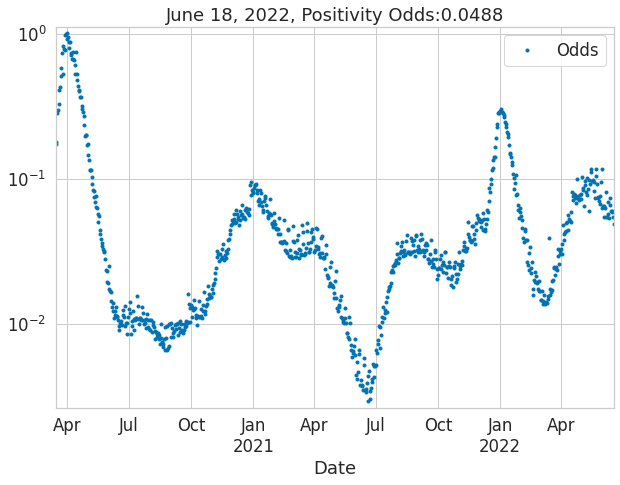 June 18, 2022, Positivity Odds:0.0488
Odds
10⁰
10⁻¹
10⁻²
Apr Jul Oct Jan Apr Jul Oct Jan Apr
2021 2022
Date